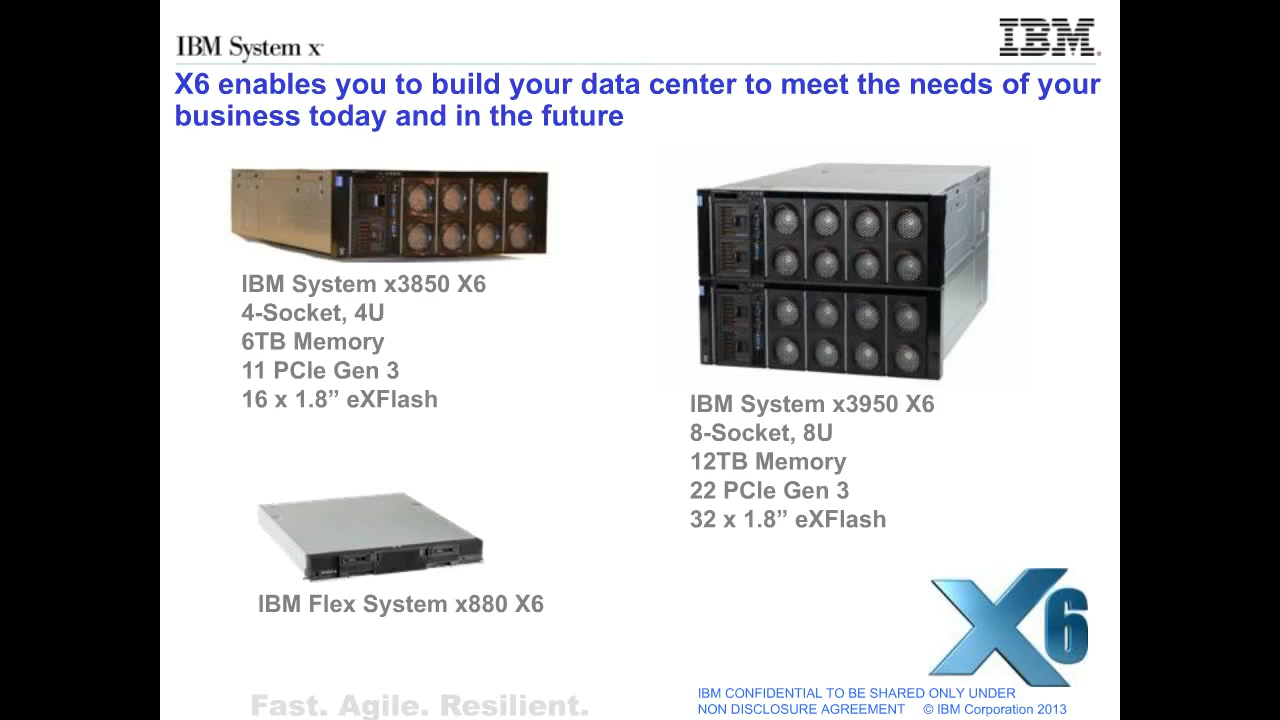 IBM System x
IBM
X6 enables you to build your data center to meet the needs of your
business today and in the future
IBM System x3850 X6
4-Socket, 4U
6TB Memory
11 PCIe Gen 3
16 x 1.8” eXFlash
IBM System x3950 X6
8-Socket, 8U
12TB Memory
22 PCIe Gen 3
32 x 1.8” eXFlash
IBM Flex System x880 X6
X6
Fast. Agile. Resilient.
IBM CONFIDENTIAL TO BE SHARED ONLY UNDER
NON DISCLOSURE AGREEMENT © IBM Corporation 2013